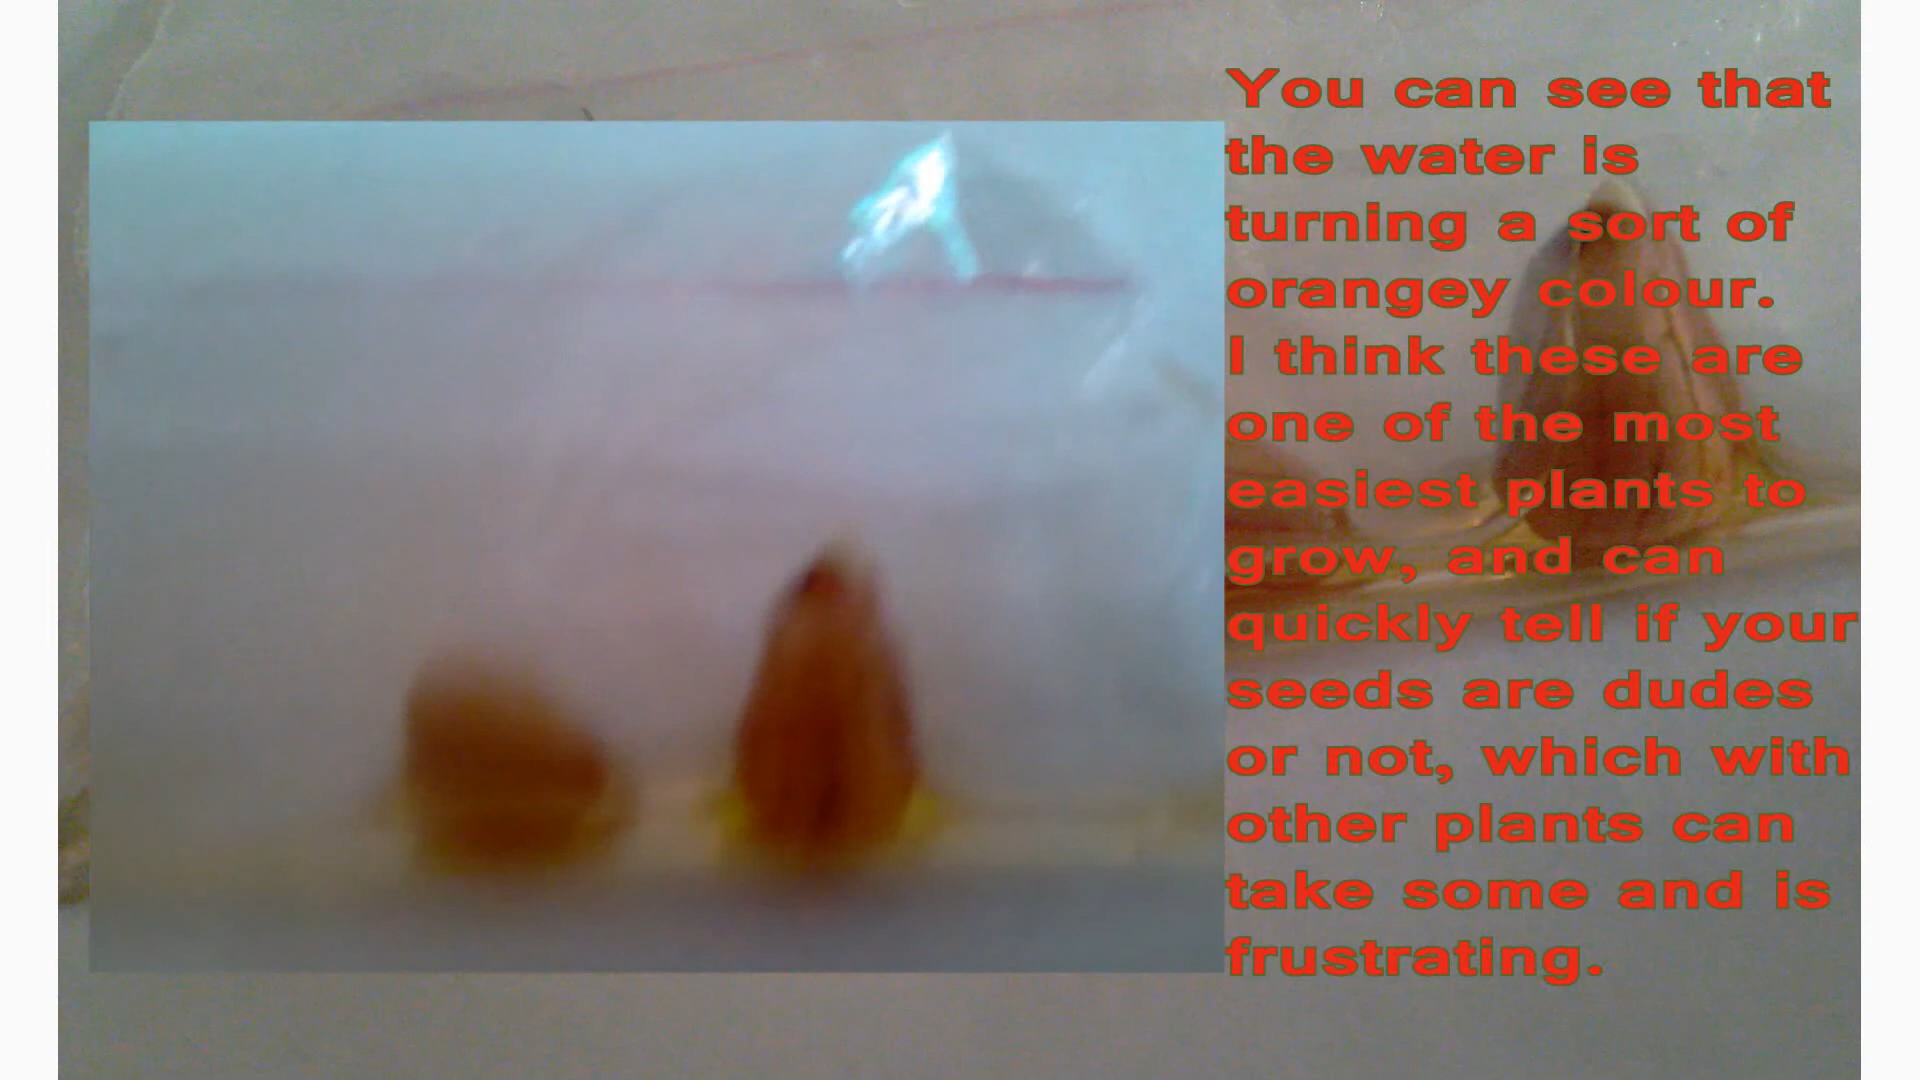 You can see that
the water is
turning a sort of
orangey colour.
I think these are
one of the most
easiest plants to
grow, and can
quickly tell if your
seeds are dudes
or not, which with
other plants can
take some and is
frustrating.